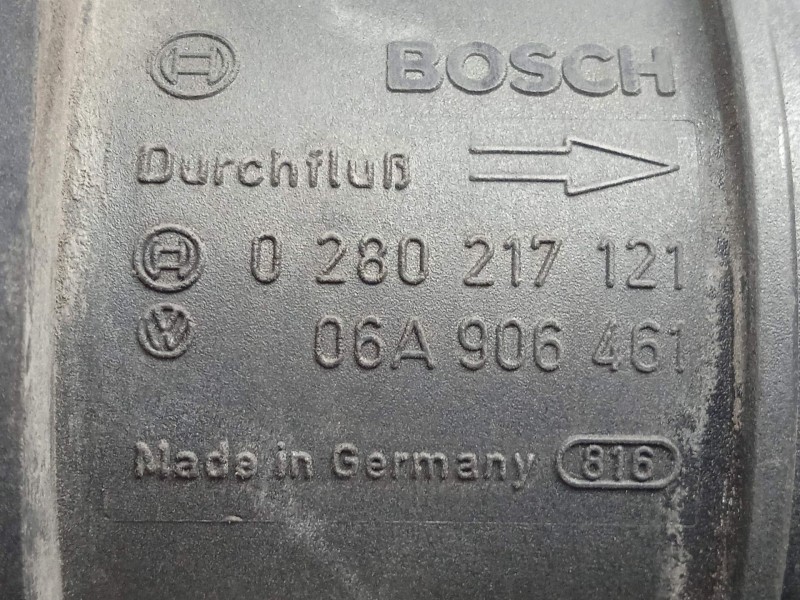 BOSCH
Durchfluß
0 280 217 121
06A 906 461
Made in Germany 816